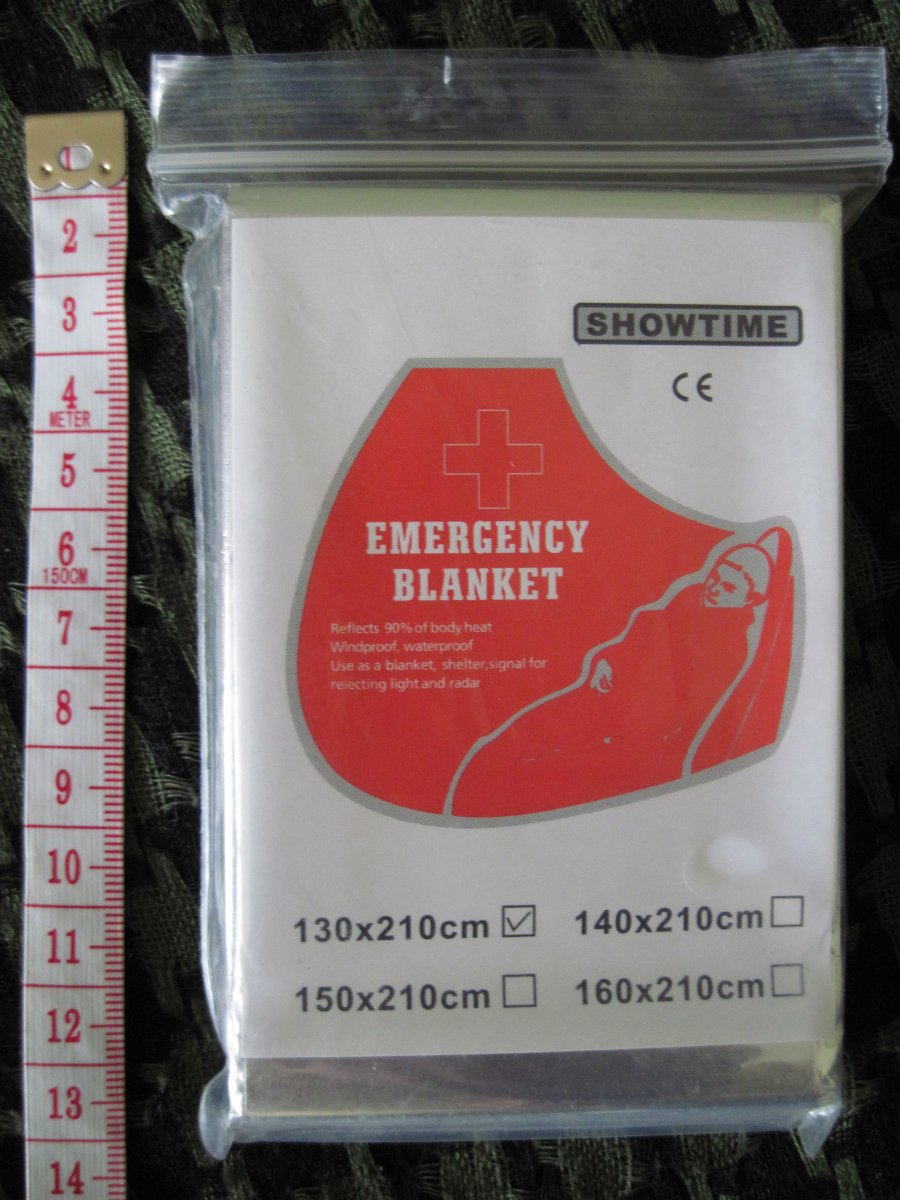 1
2
3
4
METER
5
6
150CM
7
8
9
10
11
12
13
14
SHOWTIME
CE
EMERGENCY
BLANKET
Reflects 90% of body heat
Windproof, waterproof
Use as a blanket, shelter,signal for
reiecting light and radar
130x210cm
140x210cm
150x210cm
160x210cm